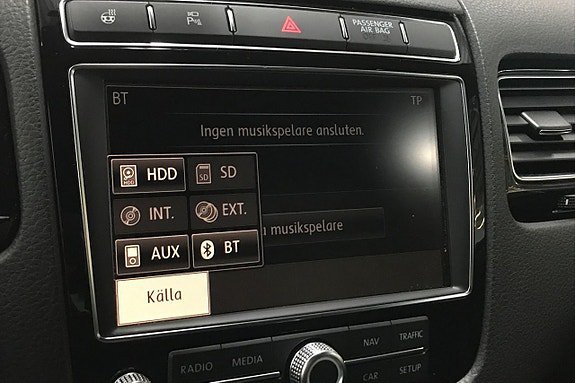 PASSENGER
AIR BAG
BT
TP
Ingen musikspelare ansluten.
HDD
SD
INT.
EXT.
AUX
BT
musikspelare
Källa
RADIO
MEDIA
NAV
TRAFFIC
CAR
SETUP